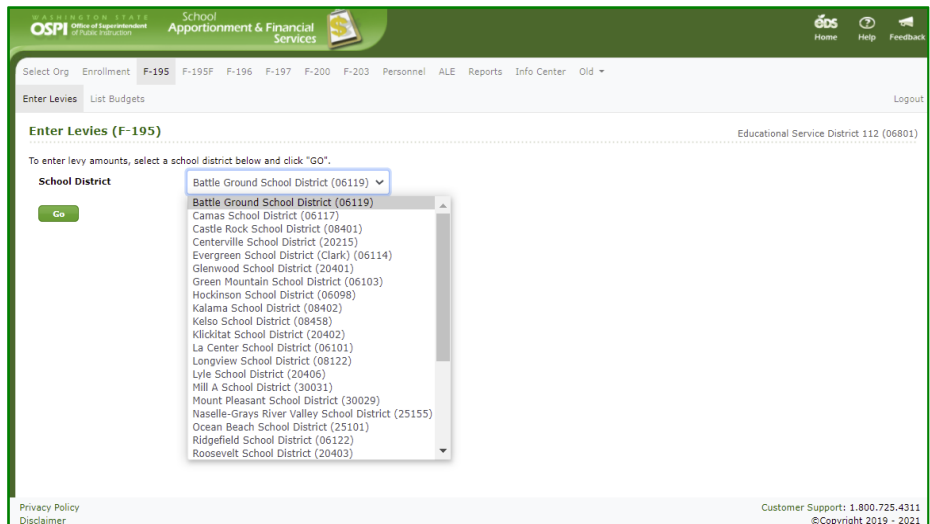 WASHINGTON STATE
OSPI Office of Superintendent of Public Instruction
School Apportionment & Financial Services
eds Home
Help
Feedback
Select Org Enrollment F-195 F-195F F-196 F-197 F-200 F-203 Personnel ALE Reports Info Center Old
Enter Levies List Budgets Logout
Enter Levies (F-195) Educational Service District 112 (06801)
To enter levy amounts, select a school district below and click "GO".
School District Battle Ground School District (06119)
Go
Battle Ground School District (06119)
Camas School District (06117)
Castle Rock School District (08401)
Centerville School District (20215)
Evergreen School District (Clark) (06114)
Glenwood School District (20401)
Green Mountain School District (06103)
Hockinson School District (06098)
Kalama School District (08402)
Kelso School District (08458)
Klickitat School District (20402)
La Center School District (06101)
Longview School District (08122)
Lyle School District (20406)
Mill A School District (30031)
Mount Pleasant School District (30029)
Naselle-Grays River Valley School District (25155)
Ocean Beach School District (25101)
Ridgefield School District (06122)
Roosevelt School District (20403)
Privacy Policy Customer Support: 1.800.725.4311
Disclaimer ©Copyright 2019 - 2021